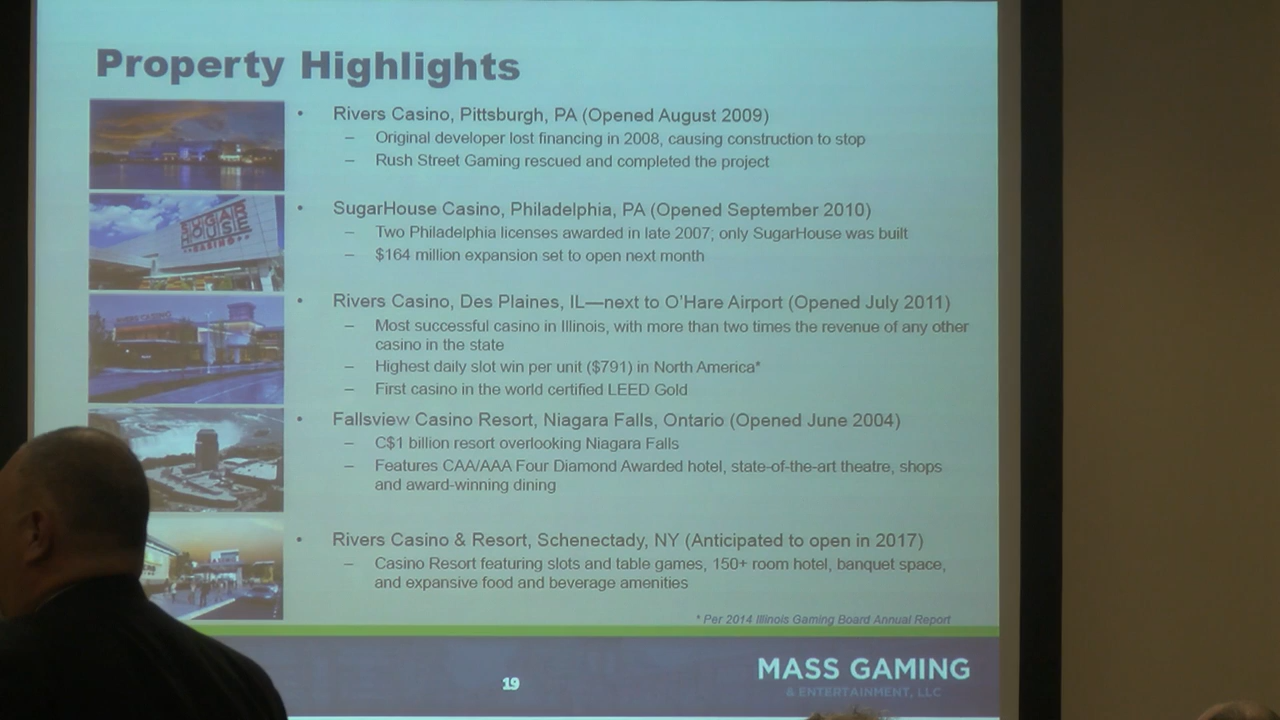 Property Highlights
• Rivers Casino, Pittsburgh, PA (Opened August 2009)
– Original developer lost financing in 2008, causing construction to stop
– Rush Street Gaming rescued and completed the project
SUGAR
HOUSE
CASINO
• SugarHouse Casino, Philadelphia, PA (Opened September 2010)
– Two Philadelphia licenses awarded in late 2007; only SugarHouse was built
– $164 million expansion set to open next month
RIVERS CASINO
• Rivers Casino, Des Plaines, IL—next to O'Hare Airport (Opened July 2011)
– Most successful casino in Illinois, with more than two times the revenue of any other
casino in the state
– Highest daily slot win per unit ($791) in North America*
– First casino in the world certified LEED Gold
• Fallsview Casino Resort, Niagara Falls, Ontario (Opened June 2004)
– C$1 billion resort overlooking Niagara Falls
– Features CAA/AAA Four Diamond Awarded hotel, state-of-the-art theatre, shops
and award-winning dining
• Rivers Casino & Resort, Schenectady, NY (Anticipated to open in 2017)
– Casino Resort featuring slots and table games, 150+ room hotel, banquet space,
and expansive food and beverage amenities
* Per 2014 Illinois Gaming Board Annual Report
19
MASS GAMING
& ENTERTAINMENT, LLC